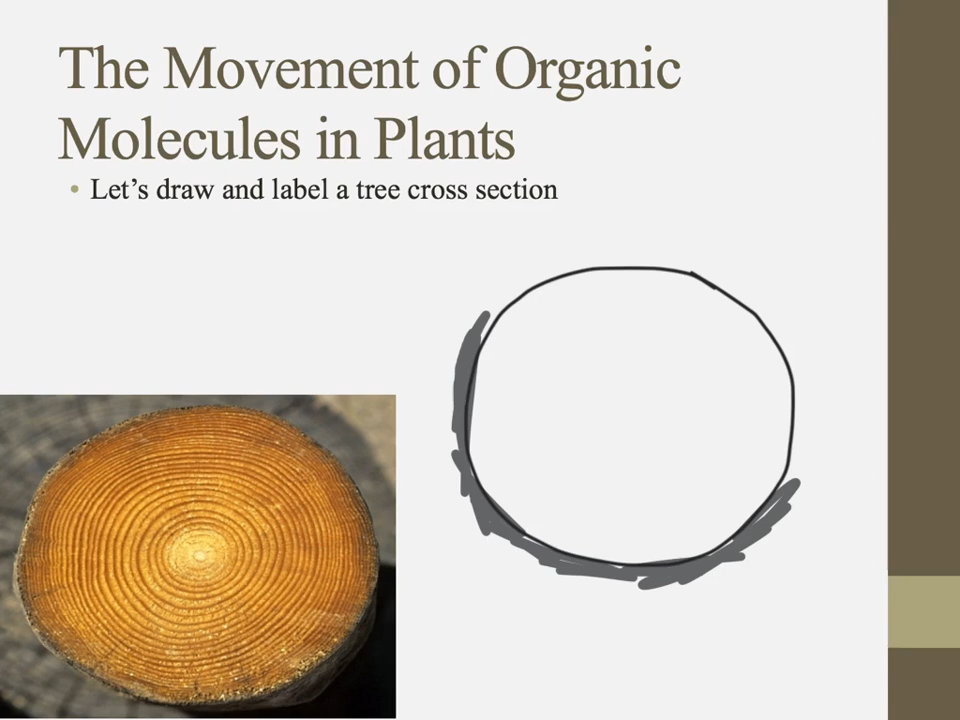 The Movement of Organic
Molecules in Plants
• Let’s draw and label a tree cross section